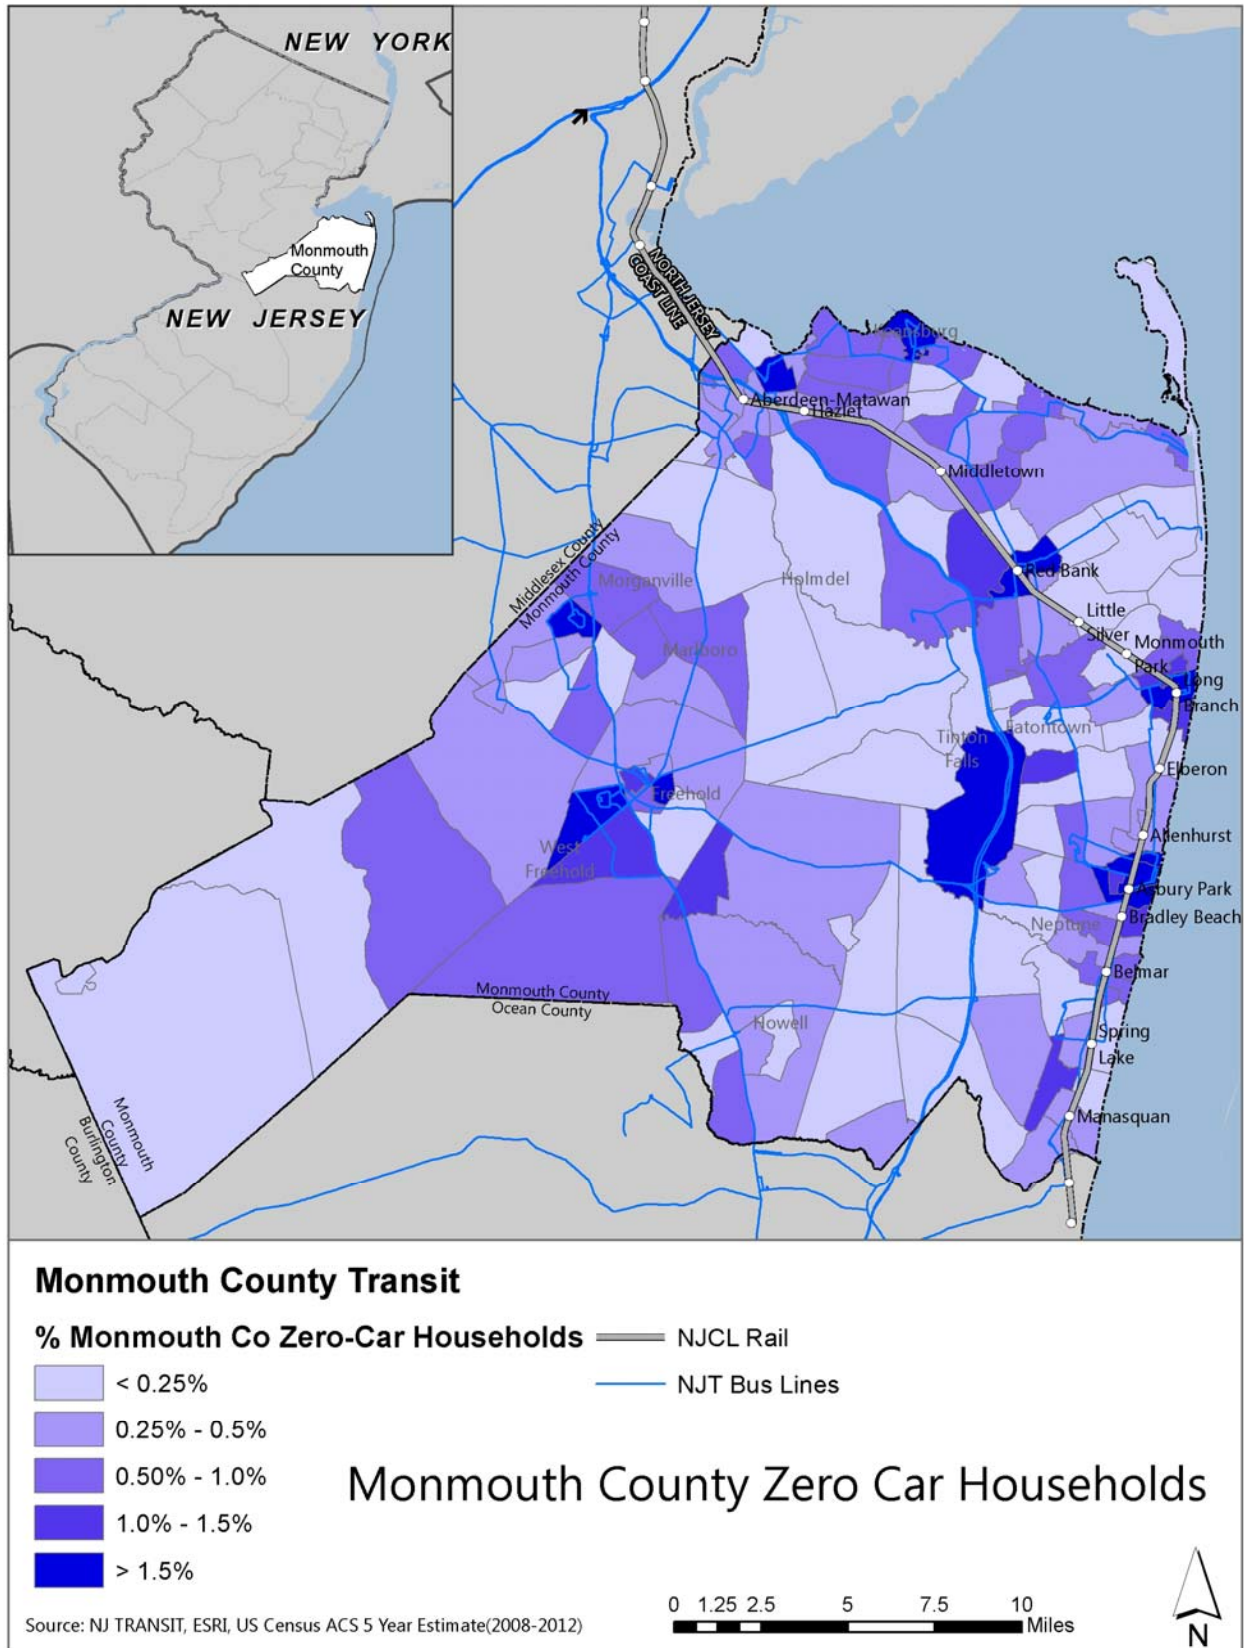 NEW YORK
Monmouth
County
NEW JERSEY
NORTH JERSEY
COAST LINE
Keansburg
Aberdeen-Matawan
Hazlet
Middletown
Middlesex County
Monmouth County
Morganville
Holmdel
Red Bank
Little
Silver
Monmouth
Park
Marlboro
Long
Branch
Eatontown
Tinton
Falls
Elberon
Freehold
Allenhurst
West
Freehold
Asbury Park
Bradley Beach
Neptune
Belmar
Monmouth County
Ocean County
Howell
Spring
Lake
Manasquan
Monmouth
County
Burlington
County
Monmouth County Transit
% Monmouth Co Zero-Car Households
NJCL Rail
< 0.25%
NJT Bus Lines
0.25% - 0.5%
0.50% - 1.0%
1.0% - 1.5%
> 1.5%
Monmouth County Zero Car Households
Source: NJ TRANSIT, ESRI, US Census ACS 5 Year Estimate(2008-2012)
0 1.25 2.5 5 7.5 10
Miles
N